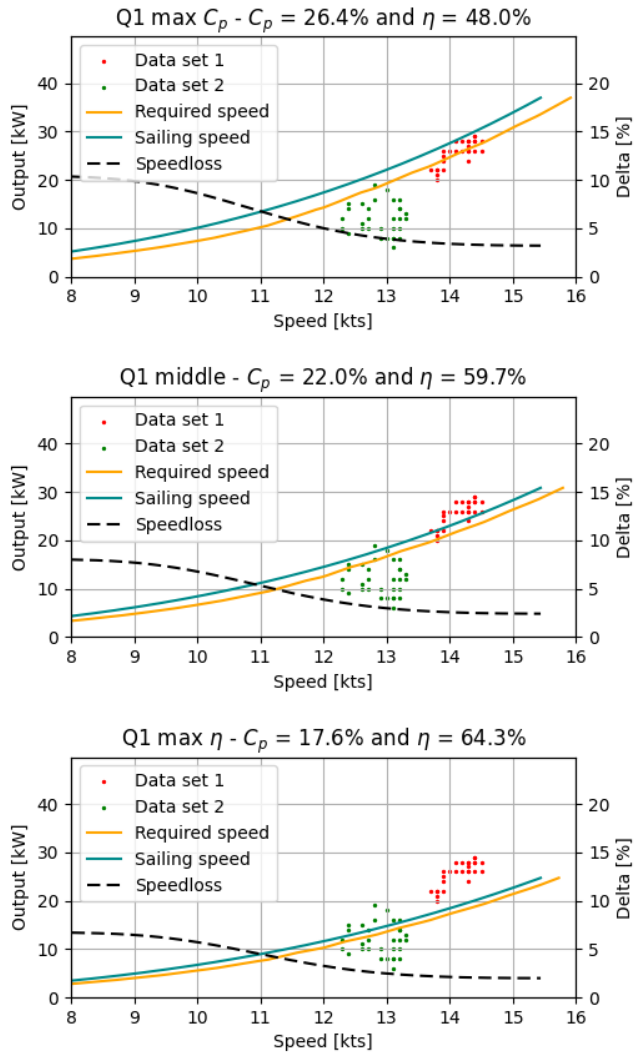 Q1 max Cₚ - Cₚ = 26.4% and η = 48.0%
Data set 1
Data set 2
Required speed
Sailing speed
Speedloss
Output [kW]
0
10
20
30
40
Delta [%]
0
5
10
15
20
8 9 10 11 12 13 14 15 16
Speed [kts]
Q1 middle - Cₚ = 22.0% and η = 59.7%
Data set 1
Data set 2
Required speed
Sailing speed
Speedloss
Output [kW]
0
10
20
30
40
Delta [%]
0
5
10
15
20
8 9 10 11 12 13 14 15 16
Speed [kts]
Q1 max η - Cₚ = 17.6% and η = 64.3%
Data set 1
Data set 2
Required speed
Sailing speed
Speedloss
Output [kW]
0
10
20
30
40
Delta [%]
0
5
10
15
20
8 9 10 11 12 13 14 15 16
Speed [kts]